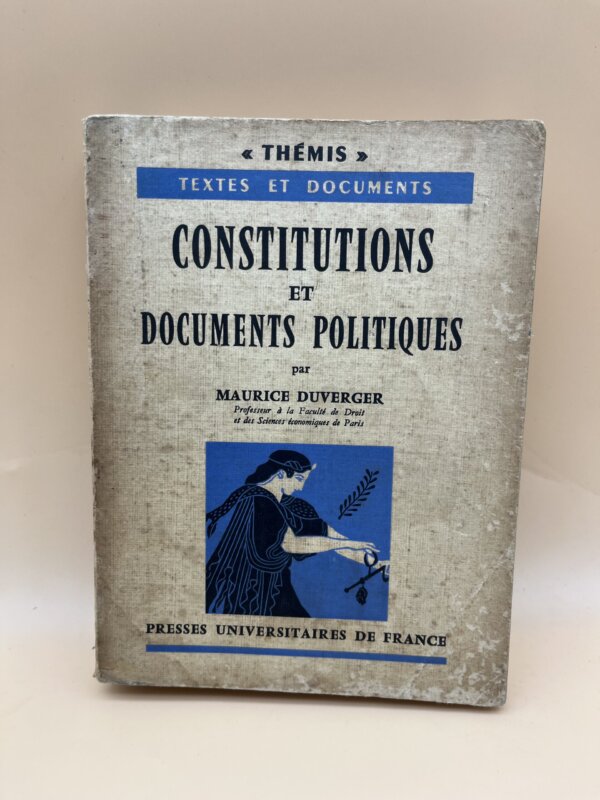 « THÉMIS »
TEXTES ET DOCUMENTS
CONSTITUTIONS
ET
DOCUMENTS POLITIQUES
par
MAURICE DUVERGER
Professeur à la Faculté de Droit
et des Sciences économiques de Paris
PRESSES UNIVERSITAIRES DE FRANCE